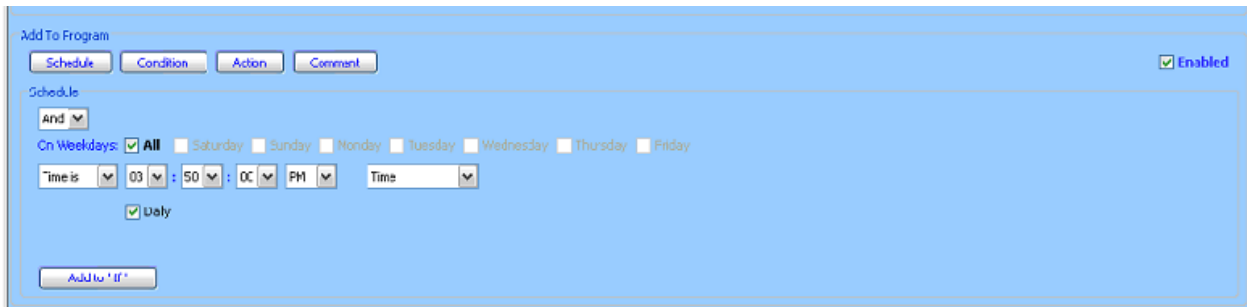 Add To Program
Schedule Condition Action Comment Enabled
Schedule
And
On Weekdays: All Saturday Sunday Monday Tuesday Wednesday Thursday Friday
Time is 03 : 50 : 00 PM Time
Daily
Add to "If"